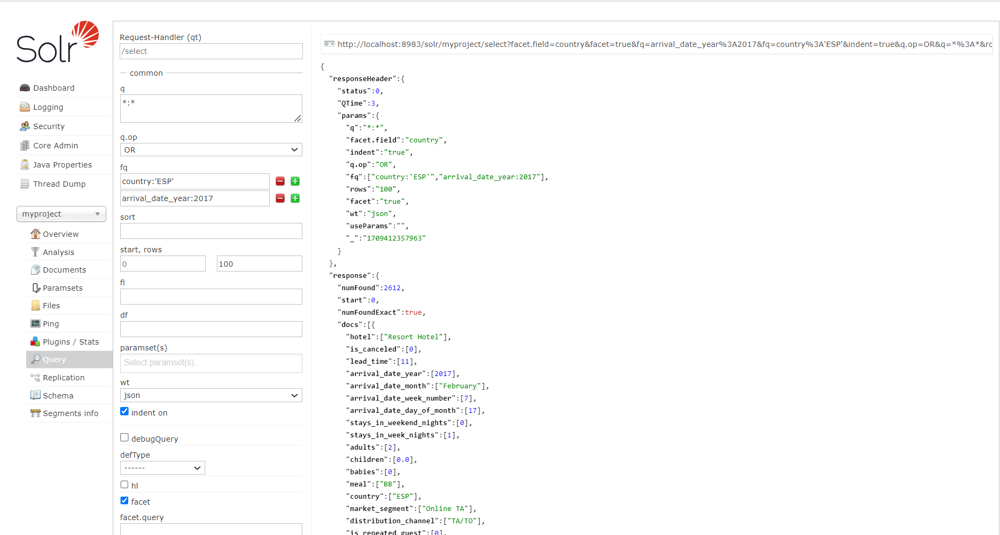 Solr
Dashboard
Logging
Security
Core Admin
Java Properties
Thread Dump
myproject
Overview
Analysis
Documents
Paramsets
Files
Ping
Plugins / Stats
Query
Replication
Schema
Segments info
Request-Handler (qt)
/select
common
q
*:*
q.op
OR
fq
country:'ESP'
arrival_date_year:2017
sort
start, rows
0 100
fl
df
paramset(s)
Select paramset(s)...
wt
json
indent on
debugQuery
defType
------
hl
facet
facet.query
http://localhost:8983/solr/myproject/select?facet.field=country&facet=true&fq=arrival_date_year%3A2017&fq=country%3A'ESP'&indent=true&q.op=OR&q=*%3A*&ro
{
"responseHeader":{
"status":0,
"QTime":3,
"params":{
"q":"*:*",
"facet.field":"country",
"indent":"true",
"q.op":"OR",
"fq":["country:'ESP'","arrival_date_year:2017"],
"rows":"100",
"facet":"true",
"wt":"json",
"useParams":"",
"_":"1709412357963"
}
},
"response":{
"numFound":2612,
"start":0,
"numFoundExact":true,
"docs":[{
"hotel":["Resort Hotel"],
"is_canceled":[0],
"lead_time":[11],
"arrival_date_year":[2017],
"arrival_date_month":["February"],
"arrival_date_week_number":[7],
"arrival_date_day_of_month":[17],
"stays_in_weekend_nights":[0],
"stays_in_week_nights":[1],
"adults":[2],
"children":[0.0],
"babies":[0],
"meal":["BB"],
"country":["ESP"],
"market_segment":["Online TA"],
"distribution_channel":["TA/TO"],
"is_repeated_guest":[0],